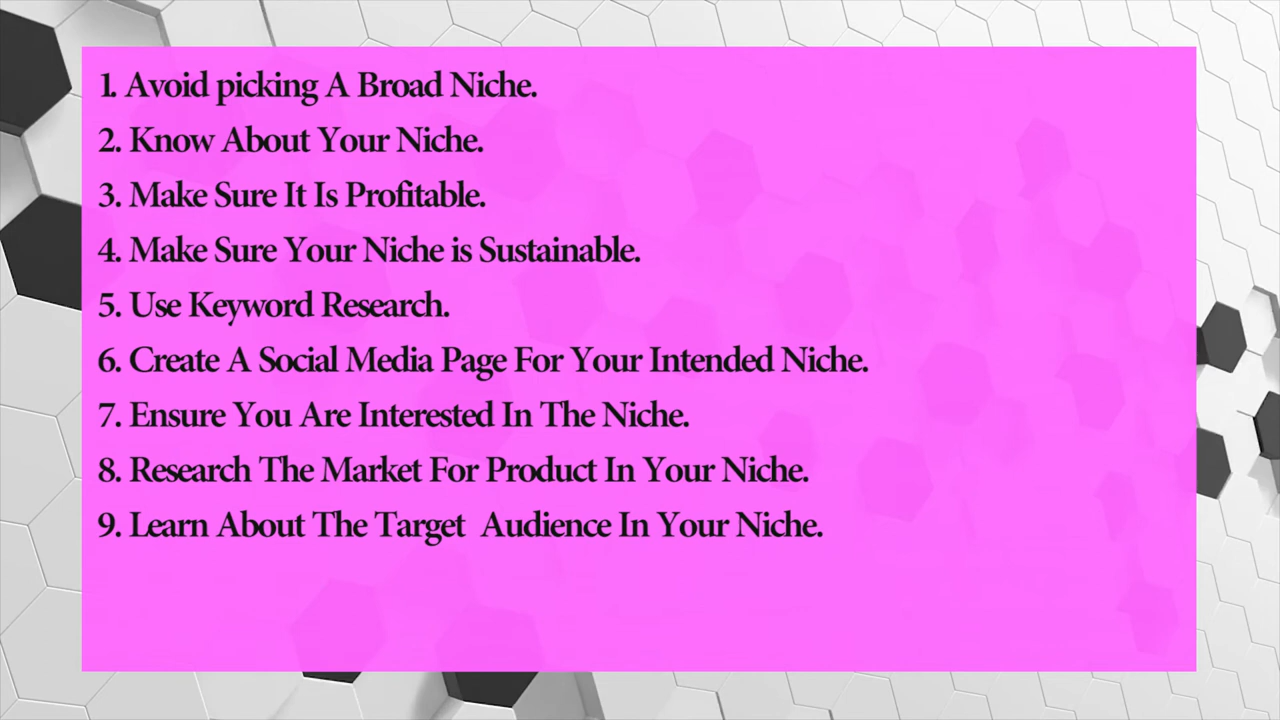 1. Avoid picking A Broad Niche.
2. Know About Your Niche.
3. Make Sure It Is Profitable.
4. Make Sure Your Niche is Sustainable.
5. Use Keyword Research.
6. Create A Social Media Page For Your Intended Niche.
7. Ensure You Are Interested In The Niche.
8. Research The Market For Product In Your Niche.
9. Learn About The Target  Audience In Your Niche.